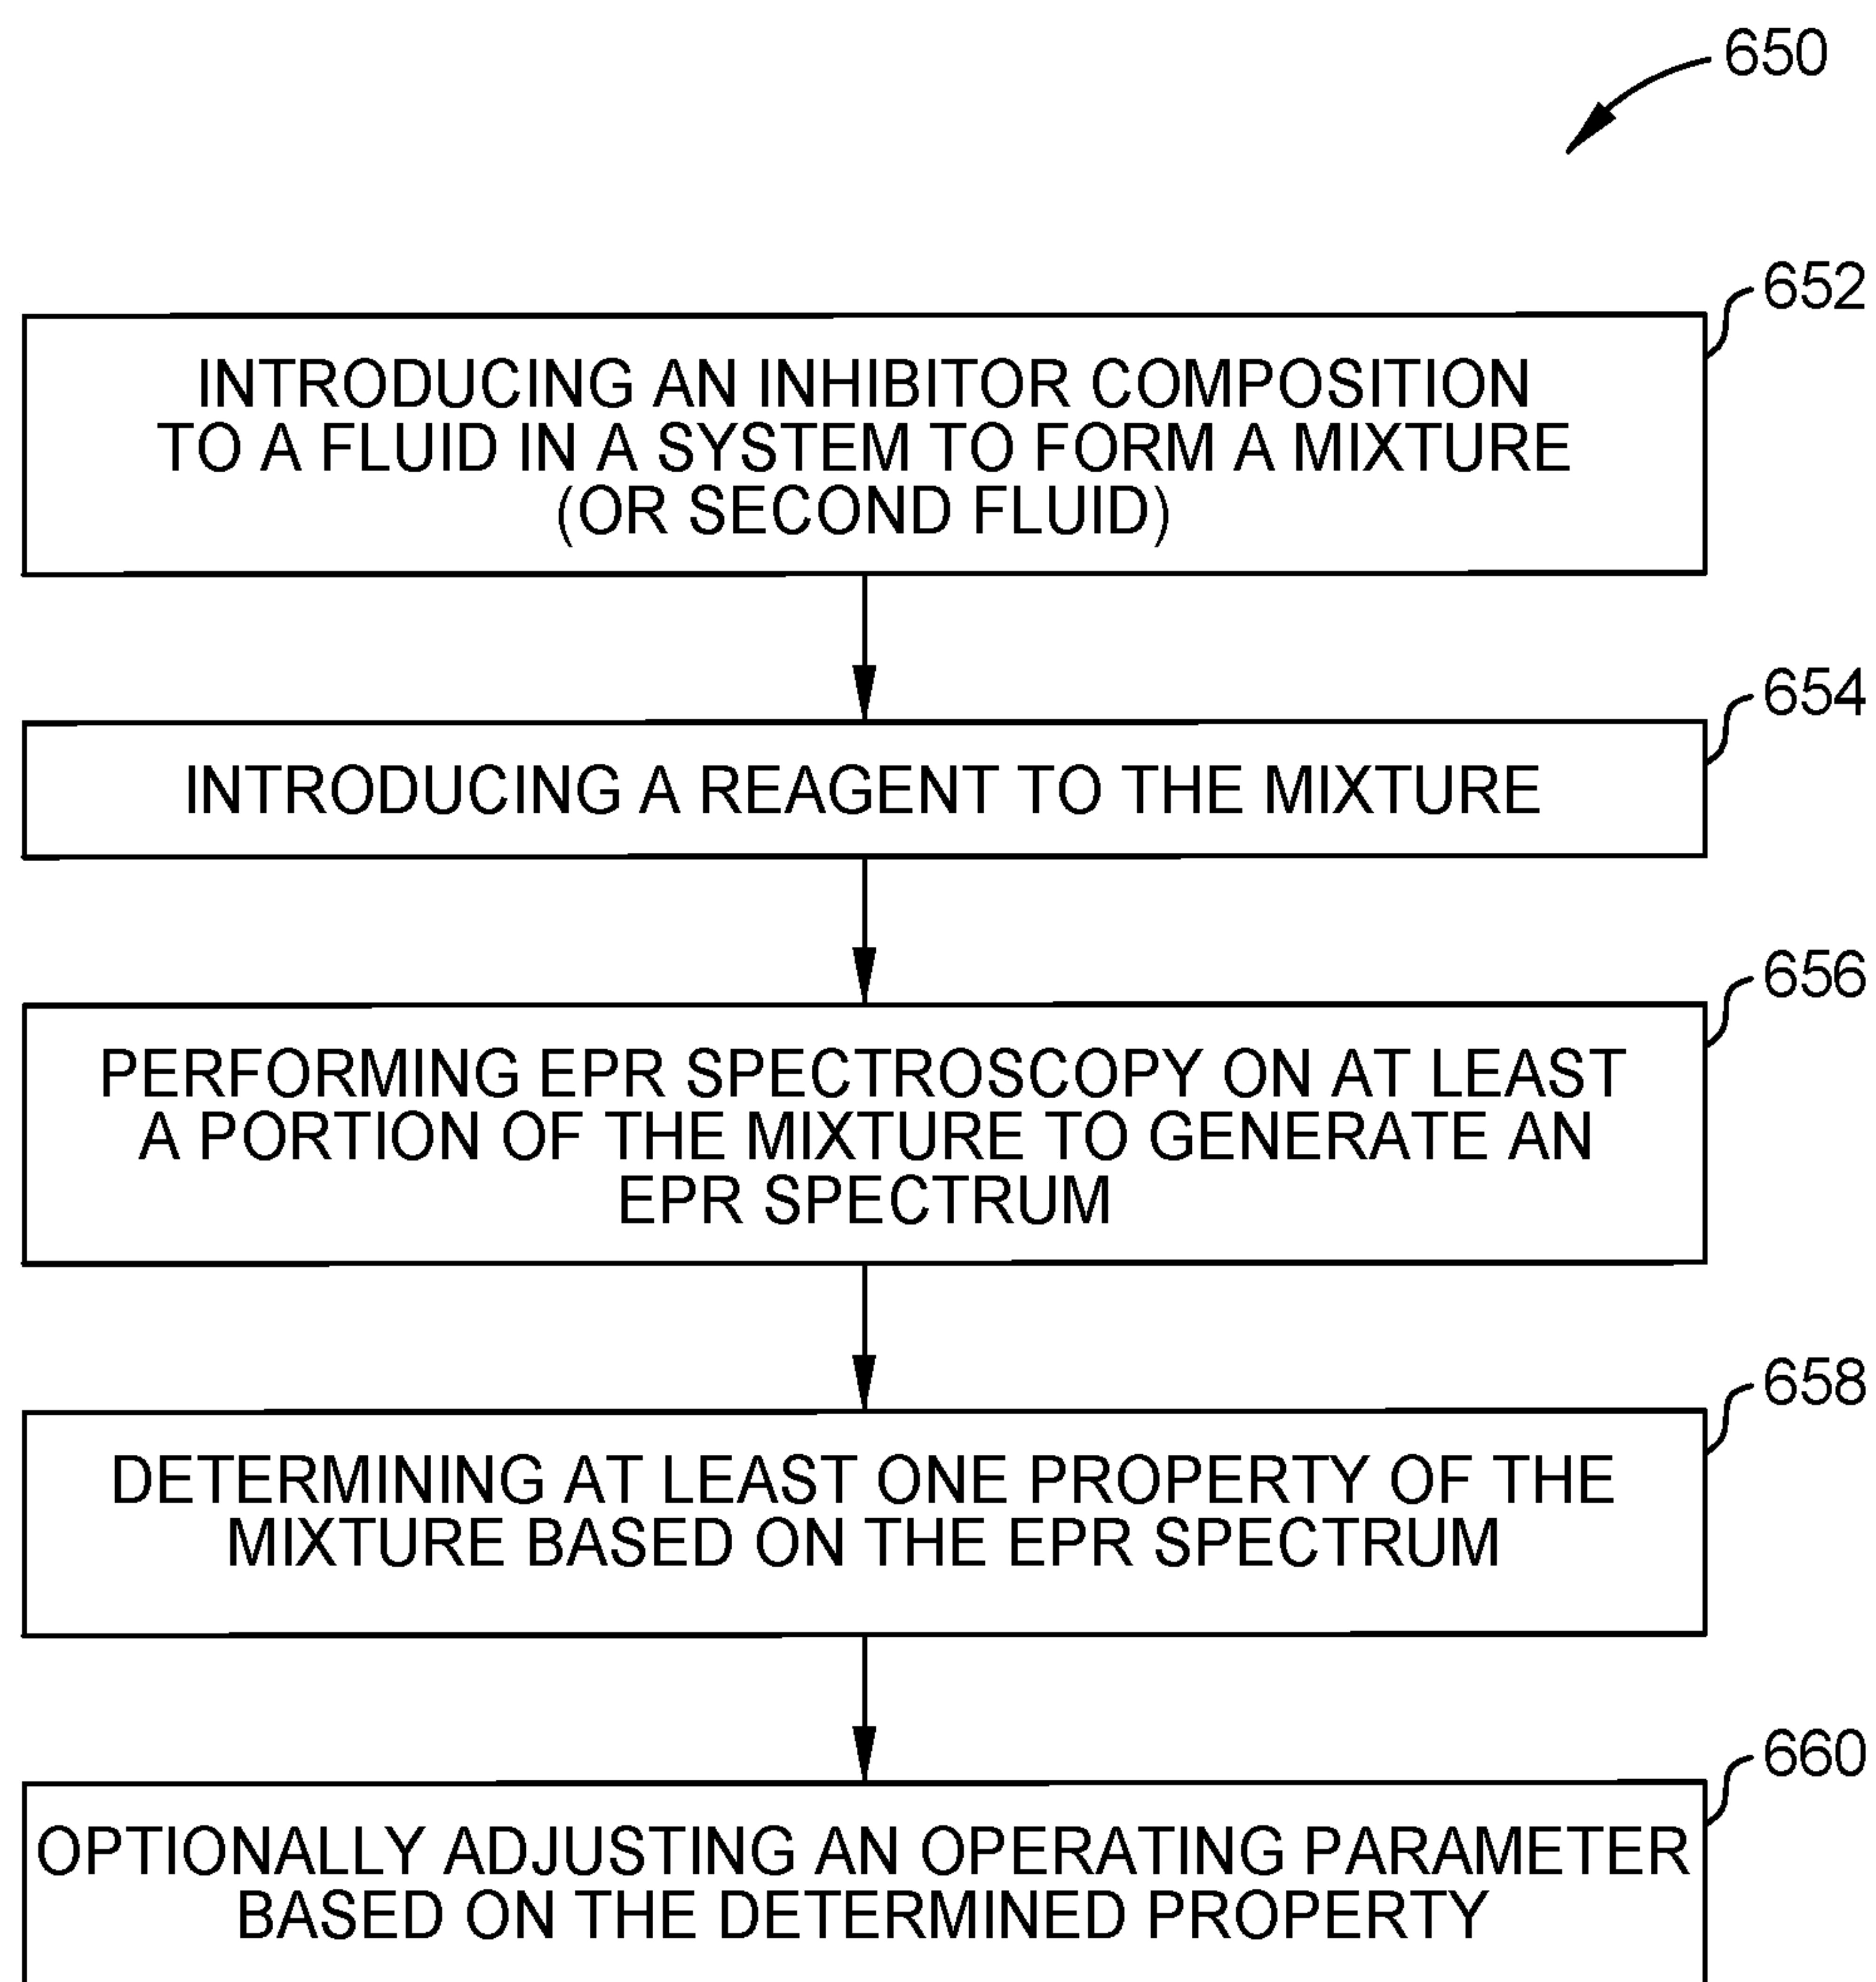 650
652
INTRODUCING AN INHIBITOR COMPOSITION
TO A FLUID IN A SYSTEM TO FORM A MIXTURE
(OR SECOND FLUID)
654
INTRODUCING A REAGENT TO THE MIXTURE
656
PERFORMING EPR SPECTROSCOPY ON AT LEAST
A PORTION OF THE MIXTURE TO GENERATE AN
EPR SPECTRUM
658
DETERMINING AT LEAST ONE PROPERTY OF THE
MIXTURE BASED ON THE EPR SPECTRUM
660
OPTIONALLY ADJUSTING AN OPERATING PARAMETER
BASED ON THE DETERMINED PROPERTY